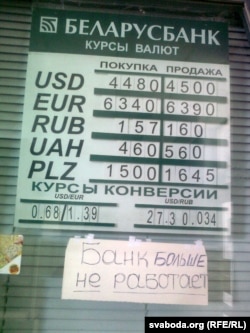 БЕЛАРУСБАНК
КУРСЫ ВАЛЮТ
ПОКУПКА ПРОДАЖА
USD 4480 4500
EUR 6340 6390
RUB 157 160
UAH 460 560
PLZ 1500 1645
КУРСЫ КОНВЕРСИИ
USD/EUR USD/RUB
0.68/1.39 27.3 0.034
БАНК БОЛЬШЕ
НЕ РАБОТАЕТ
svaboda.org (RFE/RL)